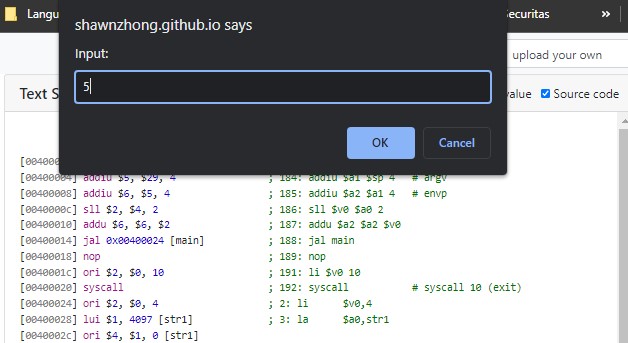 Langu
shawnzhong.github.io says
Securitas
»
Input:
upload your own
5
Text S
value
Source code
OK
Cancel
[00400004] addiu $5, $29, 4 ; 184: addiu $a1 $sp 4 # argv
[00400008] addiu $6, $5, 4 ; 185: addiu $a2 $a1 4 # envp
[0040000c] sll $2, $4, 2 ; 186: sll $v0 $a0 2
[00400010] addu $6, $6, $2 ; 187: addu $a2 $a2 $v0
[00400014] jal 0x00400024 [main] ; 188: jal main
[00400018] nop ; 189: nop
[0040001c] ori $2, $0, 10 ; 191: li $v0 10
[00400020] syscall ; 192: syscall # syscall 10 (exit)
[00400024] ori $2, $0, 4 ; 2: li $v0,4
[00400028] lui $1, 4097 [str1] ; 3: la $a0,str1
[0040002c] ori $4, $1, 0 [str1]